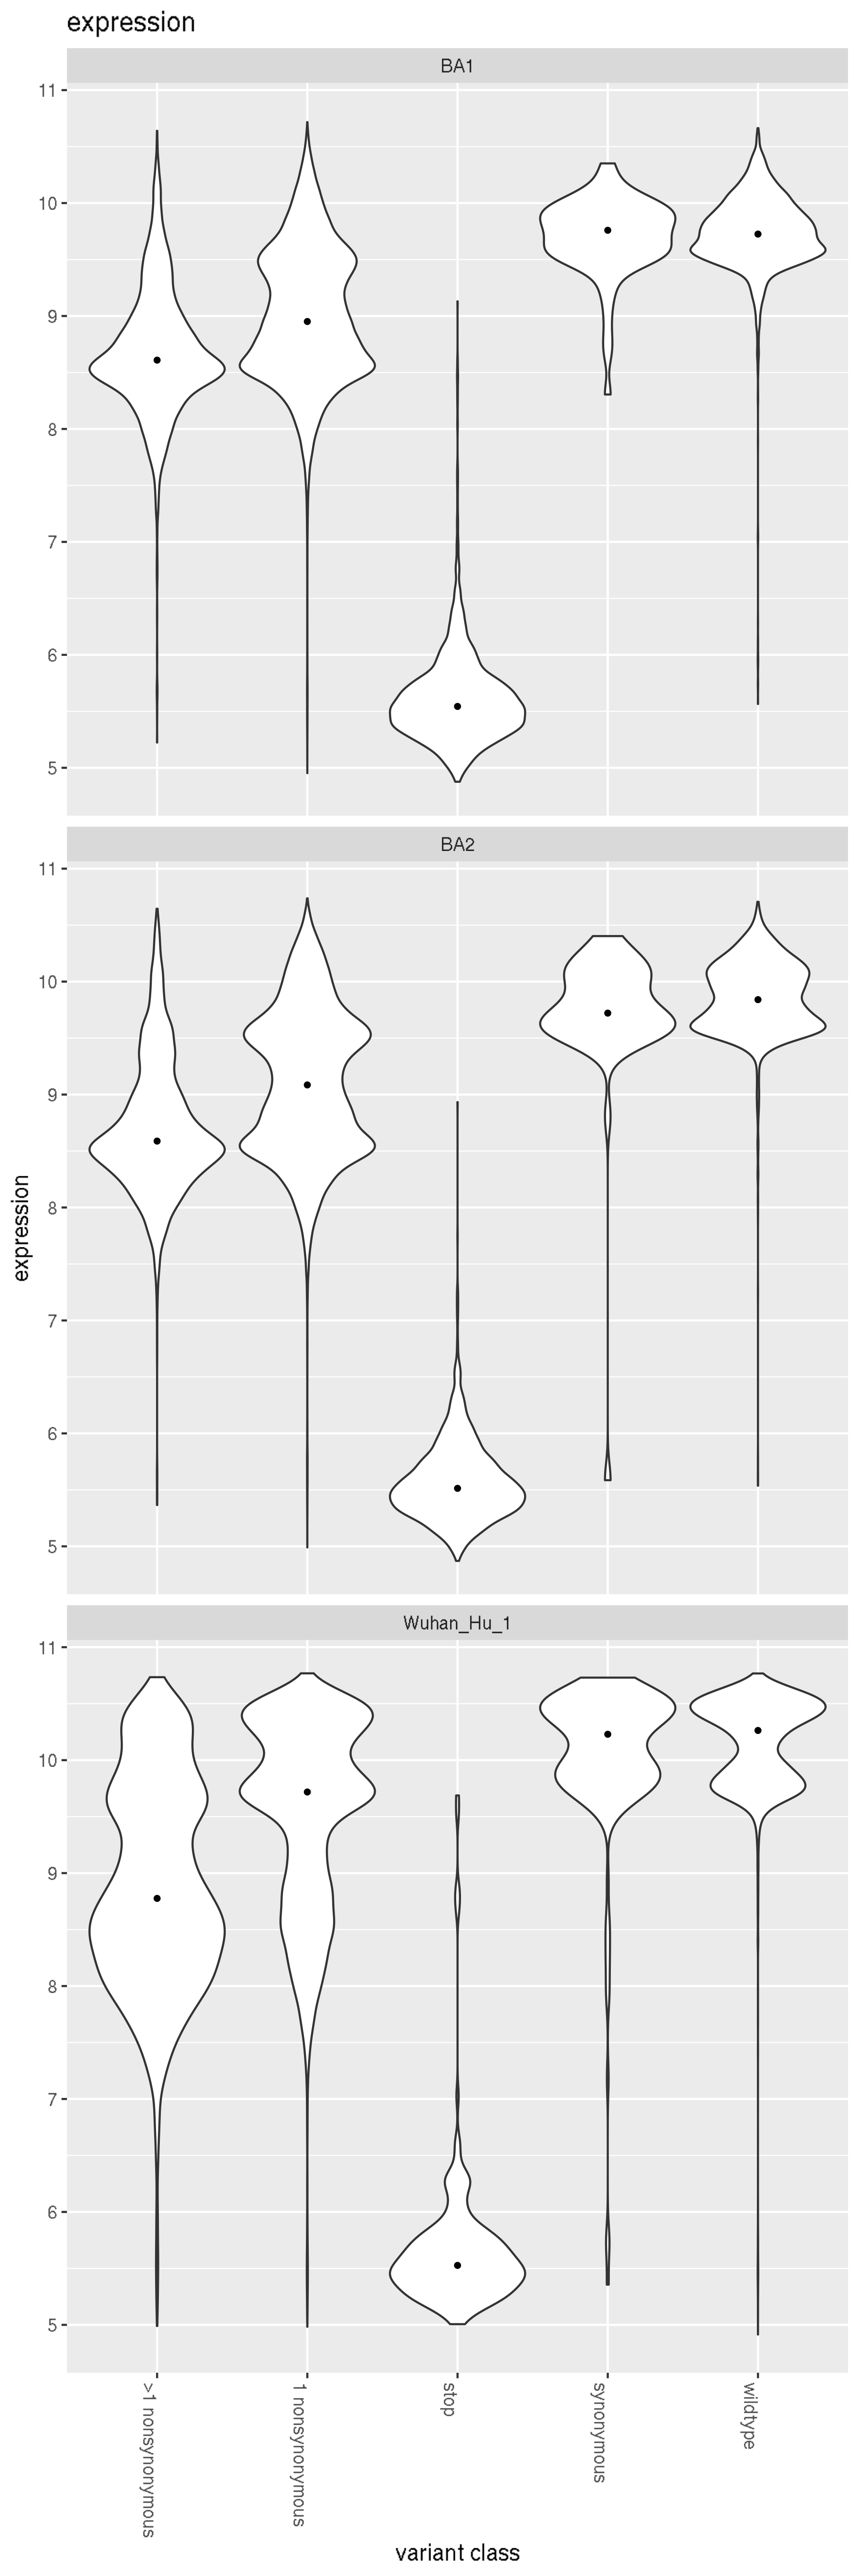 expression
BA1
11
10
9
8
7
6
5
BA2
11
10
9
8
7
6
5
expression
Wuhan_Hu_1
11
10
9
8
7
6
5
>1 nonsynonymous
1 nonsynonymous
stop
synonymous
wildtype
variant class